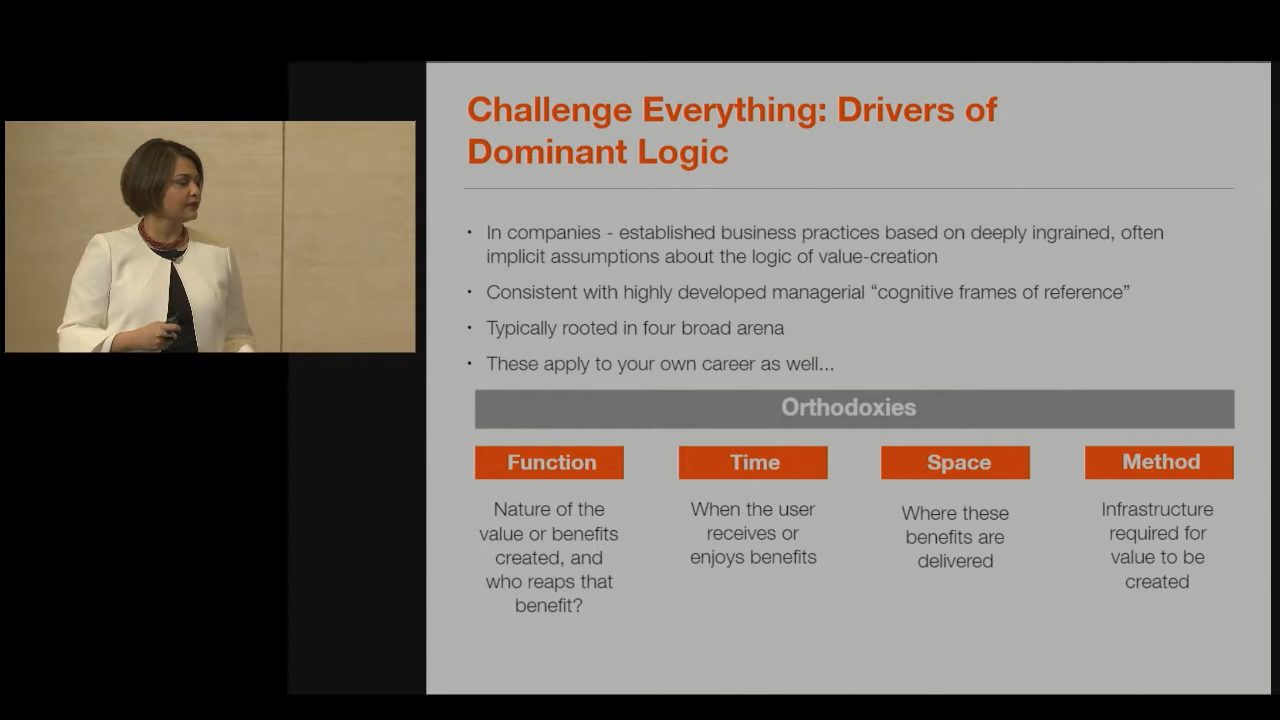 Challenge Everything: Drivers of
Dominant Logic
• In companies - established business practices based on deeply ingrained, often
implicit assumptions about the logic of value-creation
• Consistent with highly developed managerial “cognitive frames of reference”
• Typically rooted in four broad arena
• These apply to your own career as well...
Orthodoxies
Function
Nature of the
value or benefits
created, and
who reaps that
benefit?
Time
When the user
receives or
enjoys benefits
Space
Where these
benefits are
delivered
Method
Infrastructure
required for
value to be
created